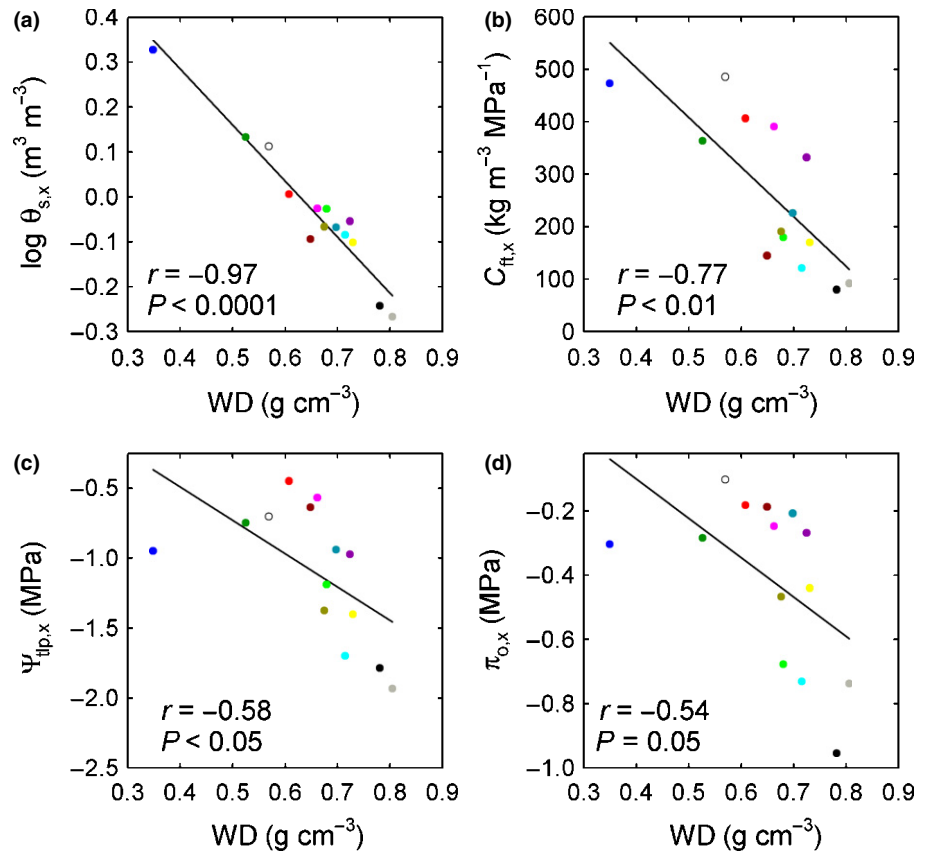 (a)
0.4
0.3
0.2
0.1
0.0
−0.1
−0.2
−0.3
log θs,x (m³ m⁻³)
r = −0.97
P < 0.0001
0.3 0.4 0.5 0.6 0.7 0.8 0.9
WD (g cm⁻³)
(b)
600
500
400
300
200
100
0
Cft,x (kg m⁻³ MPa⁻¹)
r = −0.77
P < 0.01
0.3 0.4 0.5 0.6 0.7 0.8 0.9
WD (g cm⁻³)
(c)
−0.5
−1.0
−1.5
−2.0
−2.5
Ψtlp,x (MPa)
r = −0.58
P < 0.05
0.3 0.4 0.5 0.6 0.7 0.8 0.9
WD (g cm⁻³)
(d)
−0.2
−0.4
−0.6
−0.8
−1.0
πo,x (MPa)
r = −0.54
P = 0.05
0.3 0.4 0.5 0.6 0.7 0.8 0.9
WD (g cm⁻³)